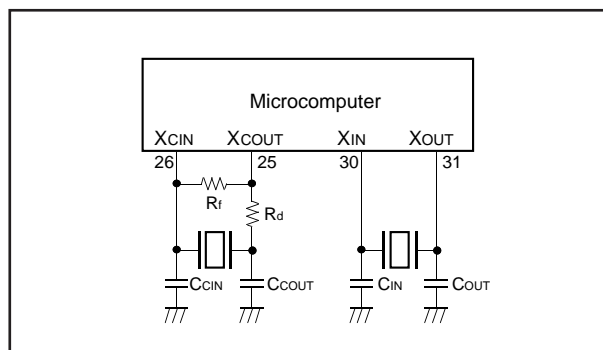 Microcomputer
XCIN XCOUT XIN XOUT
26 25 30 31
Rf
Rd
CCIN CCOUT CIN COUT